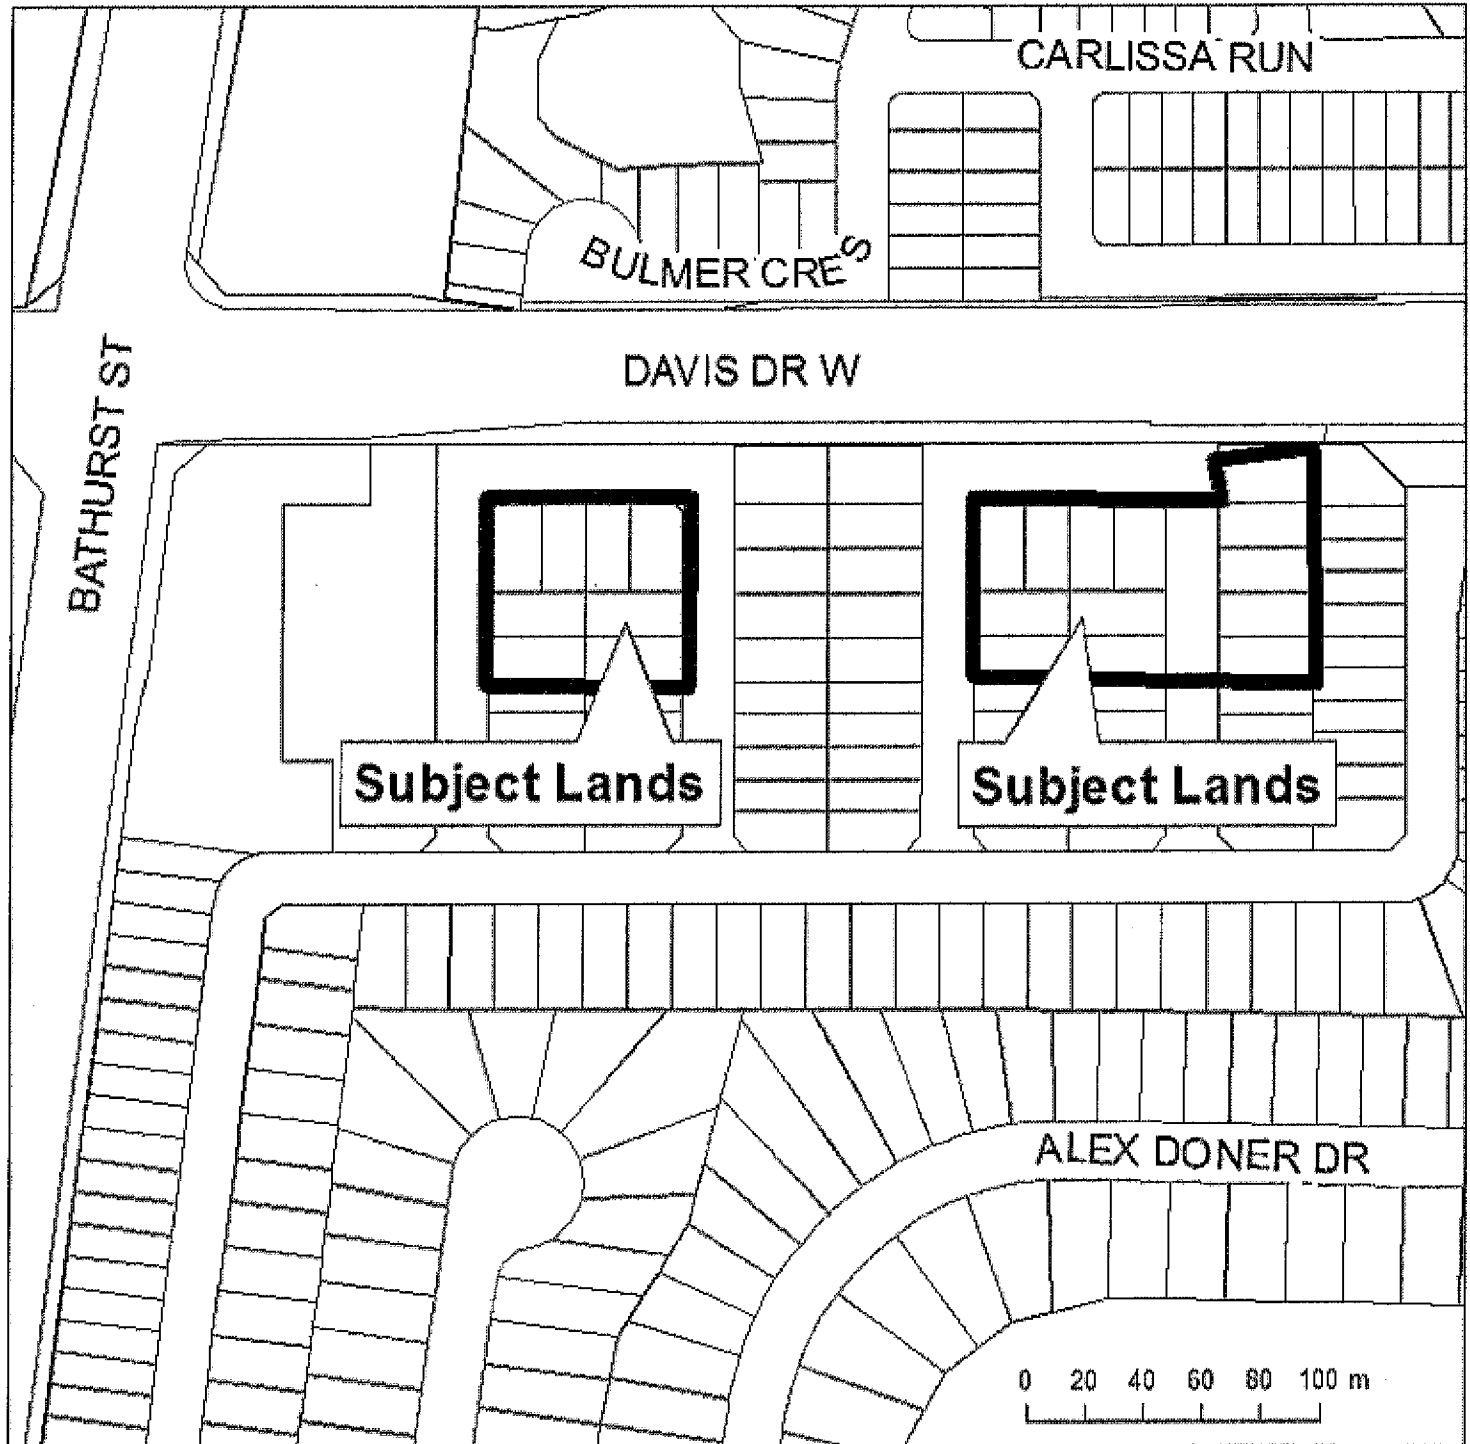 CARLISSA RUN
BULMER CRES
DAVIS DR W
BATHURST ST
Subject Lands
Subject Lands
ALEX DONER DR
0 20 40 60 80 100 m